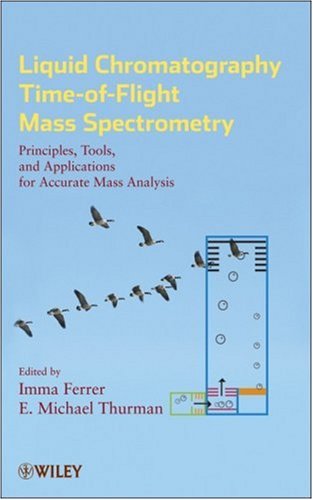 Liquid Chromatography
Time-of-Flight
Mass Spectrometry
Principles, Tools,
and Applications
for Accurate Mass Analysis
Edited by
Imma Ferrer
E. Michael Thurman
WILEY